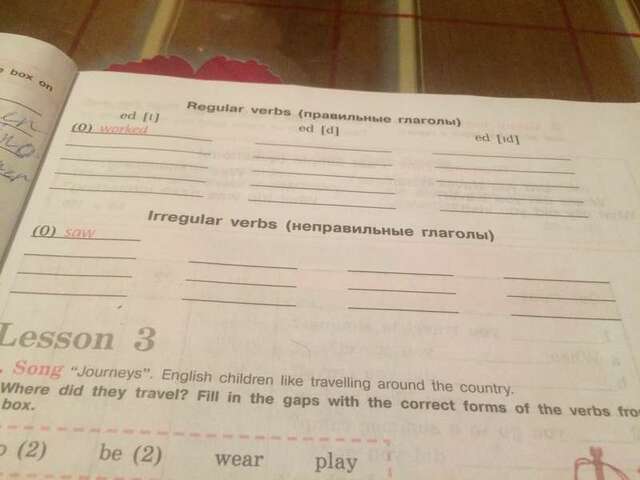 box on
Regular verbs (правильные глаголы)
ed [t] ed [d] ed [ɪd]
(0) worked
Irregular verbs (неправильные глаголы)
(0) saw
Lesson 3
Song "Journeys". English children like travelling around the country.
Where did they travel? Fill in the gaps with the correct forms of the verbs from
box.
(2) be (2) wear play